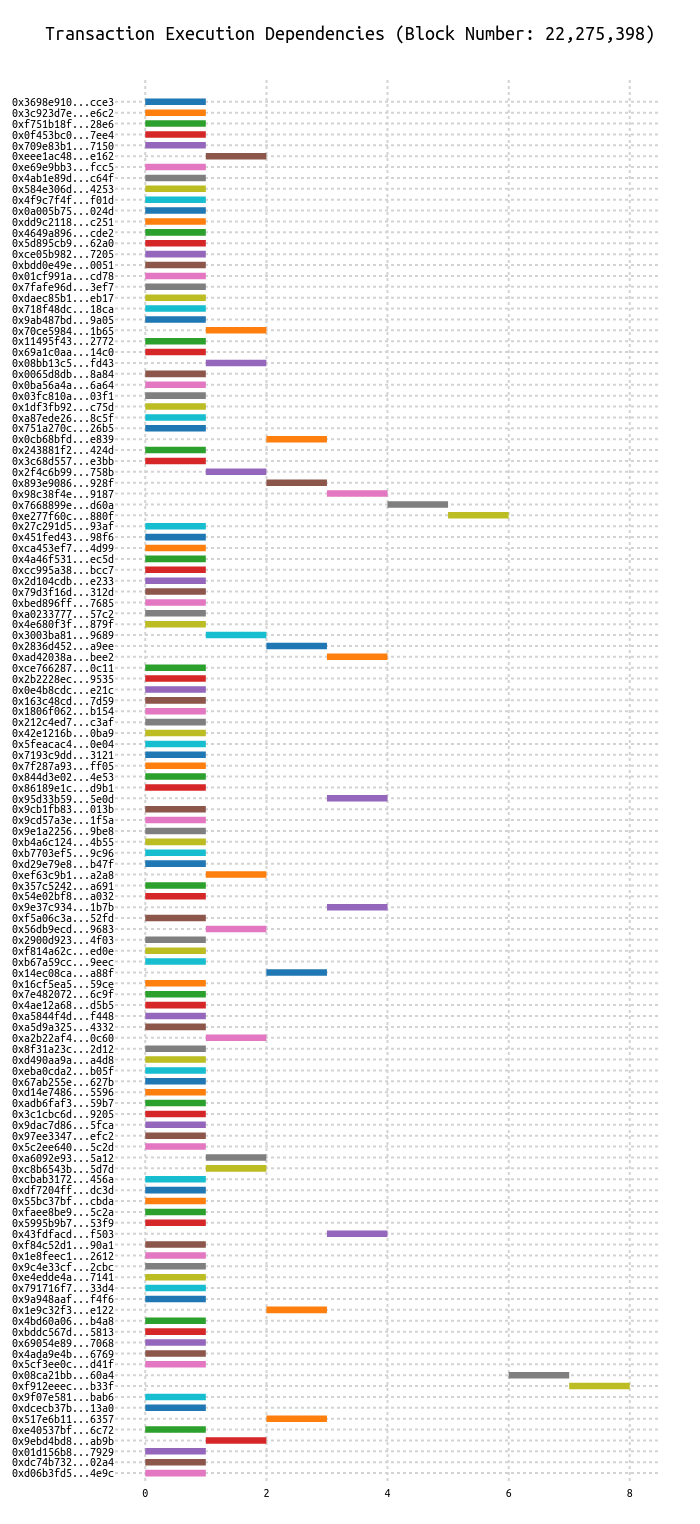 Transaction Execution Dependencies (Block Number: 22,275,398)
0x3698e910...cce3
0x3c923d7e...e6c2
0xf751b18f...28e6
0x0f453bc0...7ee4
0x709e83b1...7150
0xeee1ac48...e162
0xe69e9bb3...fcc5
0x4ab1e89d...c64f
0x584e306d...4253
0x4f9c7f4f...f01d
0x0a005b75...024d
0xdd9c2118...c251
0x4649a896...cde2
0x5d895cb9...62a0
0xce05b982...7205
0xbdd0e49e...0051
0x01cf991a...cd78
0x7fafe96d...3ef7
0xdaec85b1...eb17
0x718f48dc...18ca
0x9ab487bd...9a05
0x70ce5984...1b65
0x11495f43...2772
0x69a1c0aa...14c0
0x08bb13c5...fd43
0x0065d8db...8a84
0x0ba56a4a...6a64
0x03fc810a...03f1
0x1df3fb92...c75d
0xa87ede26...8c5f
0x751a270c...26b5
0x0cb68bfd...e839
0x243881f2...424d
0x3c68d557...e3bb
0x2f4c6b99...758b
0x893e9086...928f
0x98c38f4e...9187
0x7668899e...d60a
0xe277f60c...880f
0x27c291d5...93af
0x451fed43...98f6
0xca453ef7...4d99
0x4a46f531...ec5d
0xcc995a38...bcc7
0x2d104cdb...e233
0x79d3f16d...312d
0xbed896ff...7685
0xa0233777...57c2
0x4e680f3f...879f
0x3003ba81...9689
0x2836d452...a9ee
0xad42038a...bee2
0xce766287...0c11
0x2b2228ec...9535
0x0e4b8cdc...e21c
0x163c48cd...7d59
0x1806f062...b154
0x212c4ed7...c3af
0x42e1216b...0ba9
0x5feacac4...0e04
0x7193c9dd...3121
0x7f287a93...ff05
0x844d3e02...4e53
0x86189e1c...d9b1
0x95d33b59...5e0d
0x9cb1fb83...013b
0x9cd57a3e...1f5a
0x9e1a2256...9be8
0xb4a6c124...4b55
0xb7703ef5...9c96
0xd29e79e8...b47f
0xef63c9b1...a2a8
0x357c5242...a691
0x54e02bf8...a032
0x9e37c934...1b7b
0xf5a06c3a...52fd
0x56db9ecd...9683
0x2900d923...4f03
0xf814a62c...ed0e
0xb67a59cc...9eec
0x14ec08ca...a88f
0x16cf5ea5...59ce
0x7e482072...6c9f
0x4ae12a68...d5b5
0xa5844f4d...f448
0xa5d9a325...4332
0xa2b22af4...0c60
0x8f31a23c...2d12
0xd490aa9a...a4d8
0xeba0cda2...b05f
0x67ab255e...627b
0xd14e7486...5596
0xadb6faf3...59b7
0x3c1cbc6d...9205
0x9dac7d86...5fca
0x97ee3347...efc2
0x5c2ee640...5c2d
0xa6092e93...5a12
0xc8b6543b...5d7d
0xcbab3172...456a
0xdf7204ff...dc3d
0x55bc37bf...cbda
0xfaee8be9...5c2a
0x5995b9b7...53f9
0x43fdfacd...f503
0xf84c52d1...90a1
0x1e8feec1...2612
0x9c4e33cf...2cbc
0xe4edde4a...7141
0x791716f7...33d4
0x9a948aaf...f4f6
0x1e9c32f3...e122
0x4bd60a06...b4a8
0xbddc567d...5813
0x69054e89...7068
0x4ada9e4b...6769
0x5cf3ee0c...d41f
0x08ca21bb...60a4
0xf912eeec...b33f
0x9f07e581...bab6
0xdcecb37b...13a0
0x517e6b11...6357
0xe40537bf...6c72
0x9ebd4bd8...ab9b
0x01d156b8...7929
0xdc74b732...02a4
0xd06b3fd5...4e9c
0 2 4 6 8